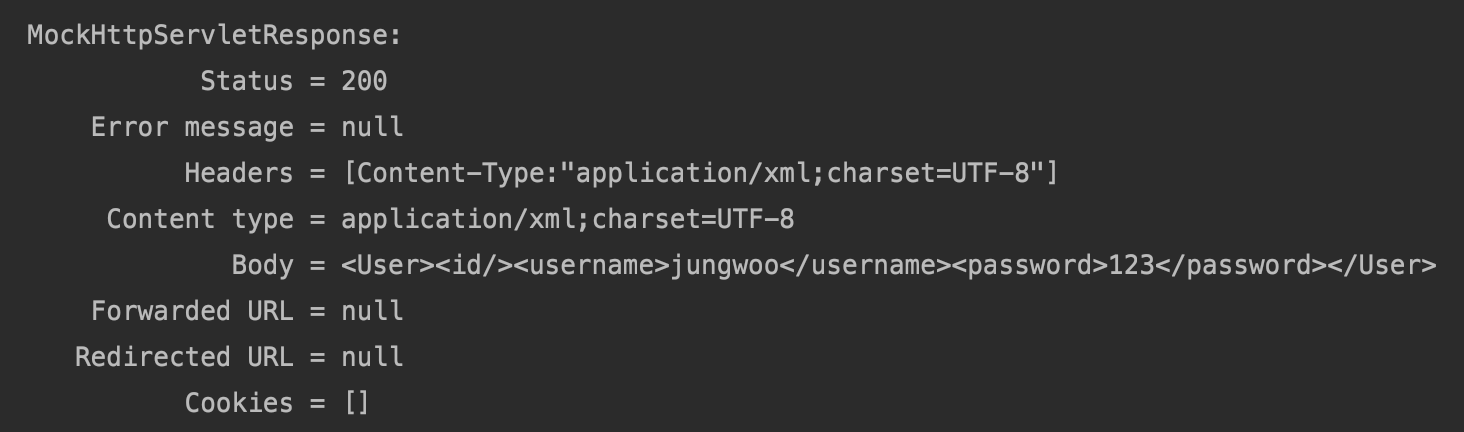 MockHttpServletResponse:
Status = 200
Error message = null
Headers = [Content-Type:"application/xml;charset=UTF-8"]
Content type = application/xml;charset=UTF-8
Body = <User><id/><username>jungwoo</username><password>123</password></User>
Forwarded URL = null
Redirected URL = null
Cookies = []